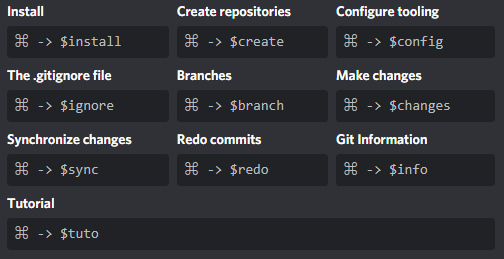 Install Create repositories Configure tooling
⌘ -> $install ⌘ -> $create ⌘ -> $config
The .gitignore file Branches Make changes
⌘ -> $ignore ⌘ -> $branch ⌘ -> $changes
Synchronize changes Redo commits Git Information
⌘ -> $sync ⌘ -> $redo ⌘ -> $info
Tutorial
⌘ -> $tuto